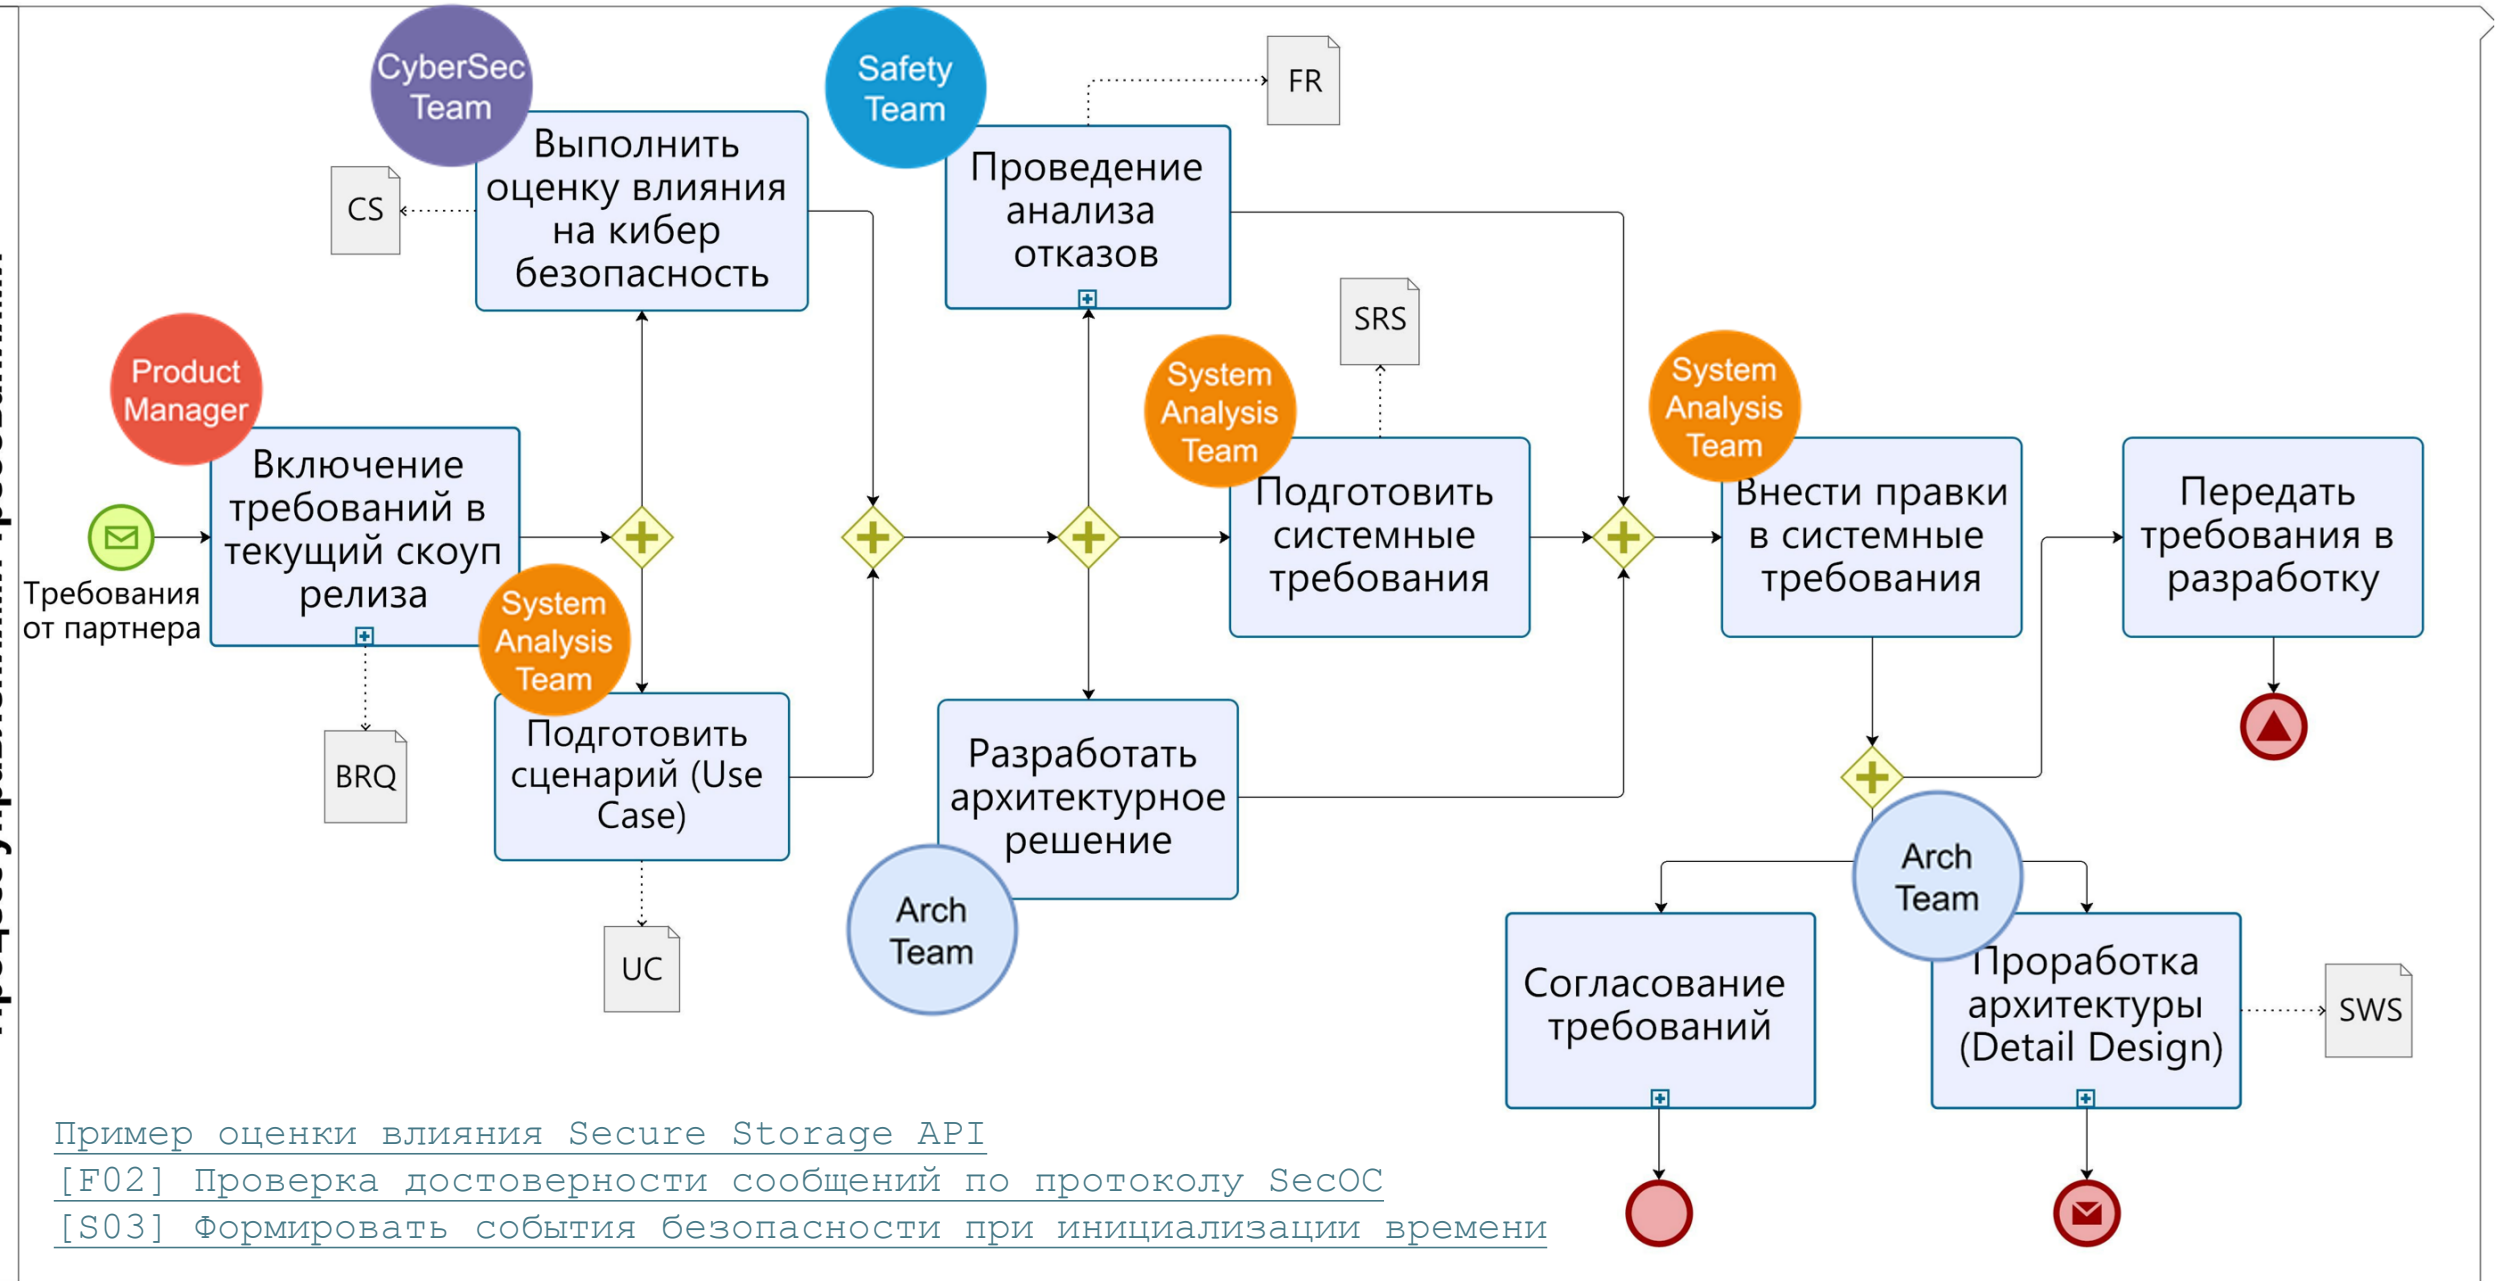 CyberSec
Team
Safety
Team
FR
Выполнить
оценку влияния
на кибер
безопасность
CS
Проведение
анализа
отказов
SRS
Product
Manager
System
Analysis
Team
System
Analysis
Team
Включение
требований в
текущий скоуп
релиза
Требования
от партнера
Подготовить
системные
требования
Внести правки
в системные
требования
Передать
требования в
разработку
System
Analysis
Team
BRQ
Подготовить
сценарий (Use
Case)
Разработать
архитектурное
решение
Arch
Team
Arch
Team
UC
Согласование
требований
Проработка
архитектуры
(Detail Design)
SWS
Пример оценки влияния Secure Storage API
[F02] Проверка достоверности сообщений по протоколу SecOC
[S03] Формировать события безопасности при инициализации времени